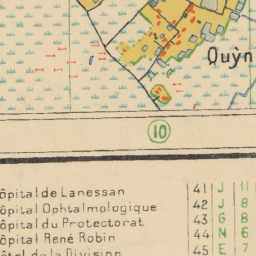 Quỳn
10
ôpital de Lanessan 41 J 11
ôpital Ophtalmologique 42 J 8
ôpital du Protectorat 43 G 8
ôpital René Robin 44 N 6
ôtel de la Division 45 E 7